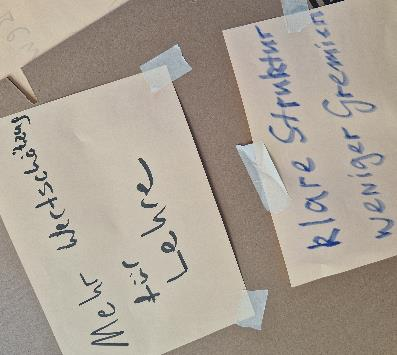 Mehr Wertschätzung
für
Lehre
klare Struktur
weniger Gremien